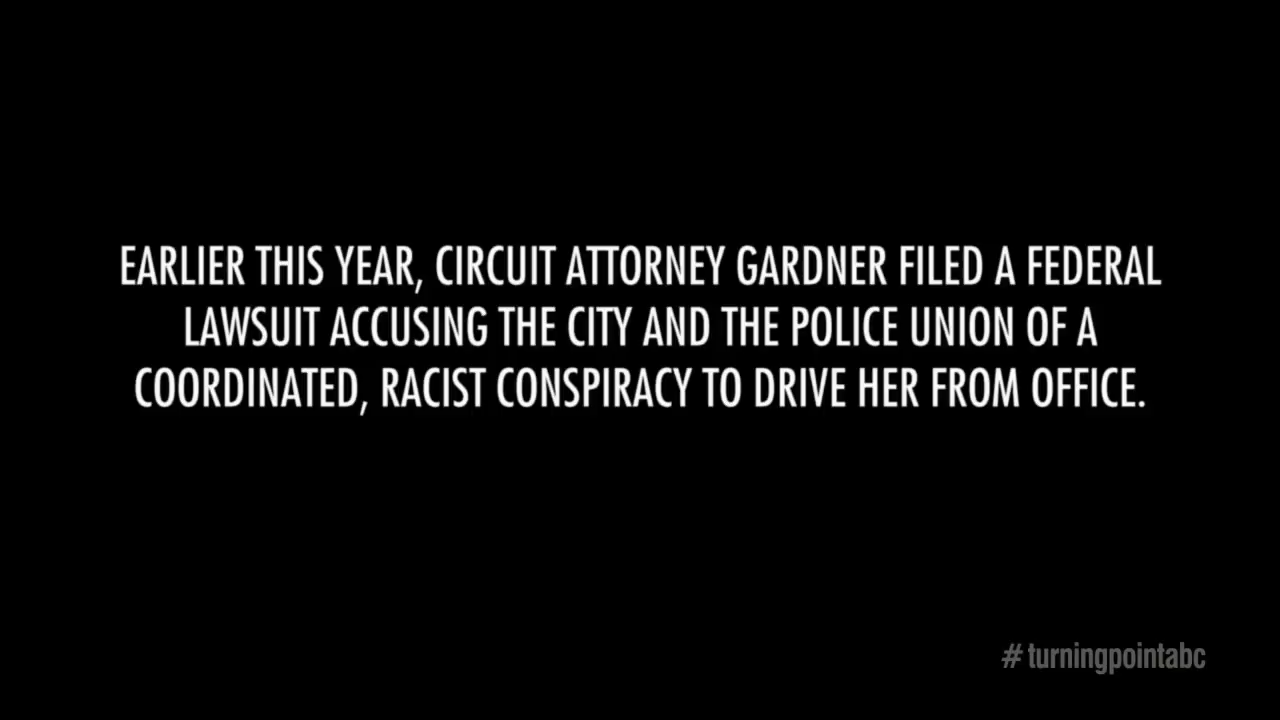 EARLIER THIS YEAR, CIRCUIT ATTORNEY GARDNER FILED A FEDERAL
LAWSUIT ACCUSING THE CITY AND THE POLICE UNION OF A
COORDINATED, RACIST CONSPIRACY TO DRIVE HER FROM OFFICE.
# turningpointabc